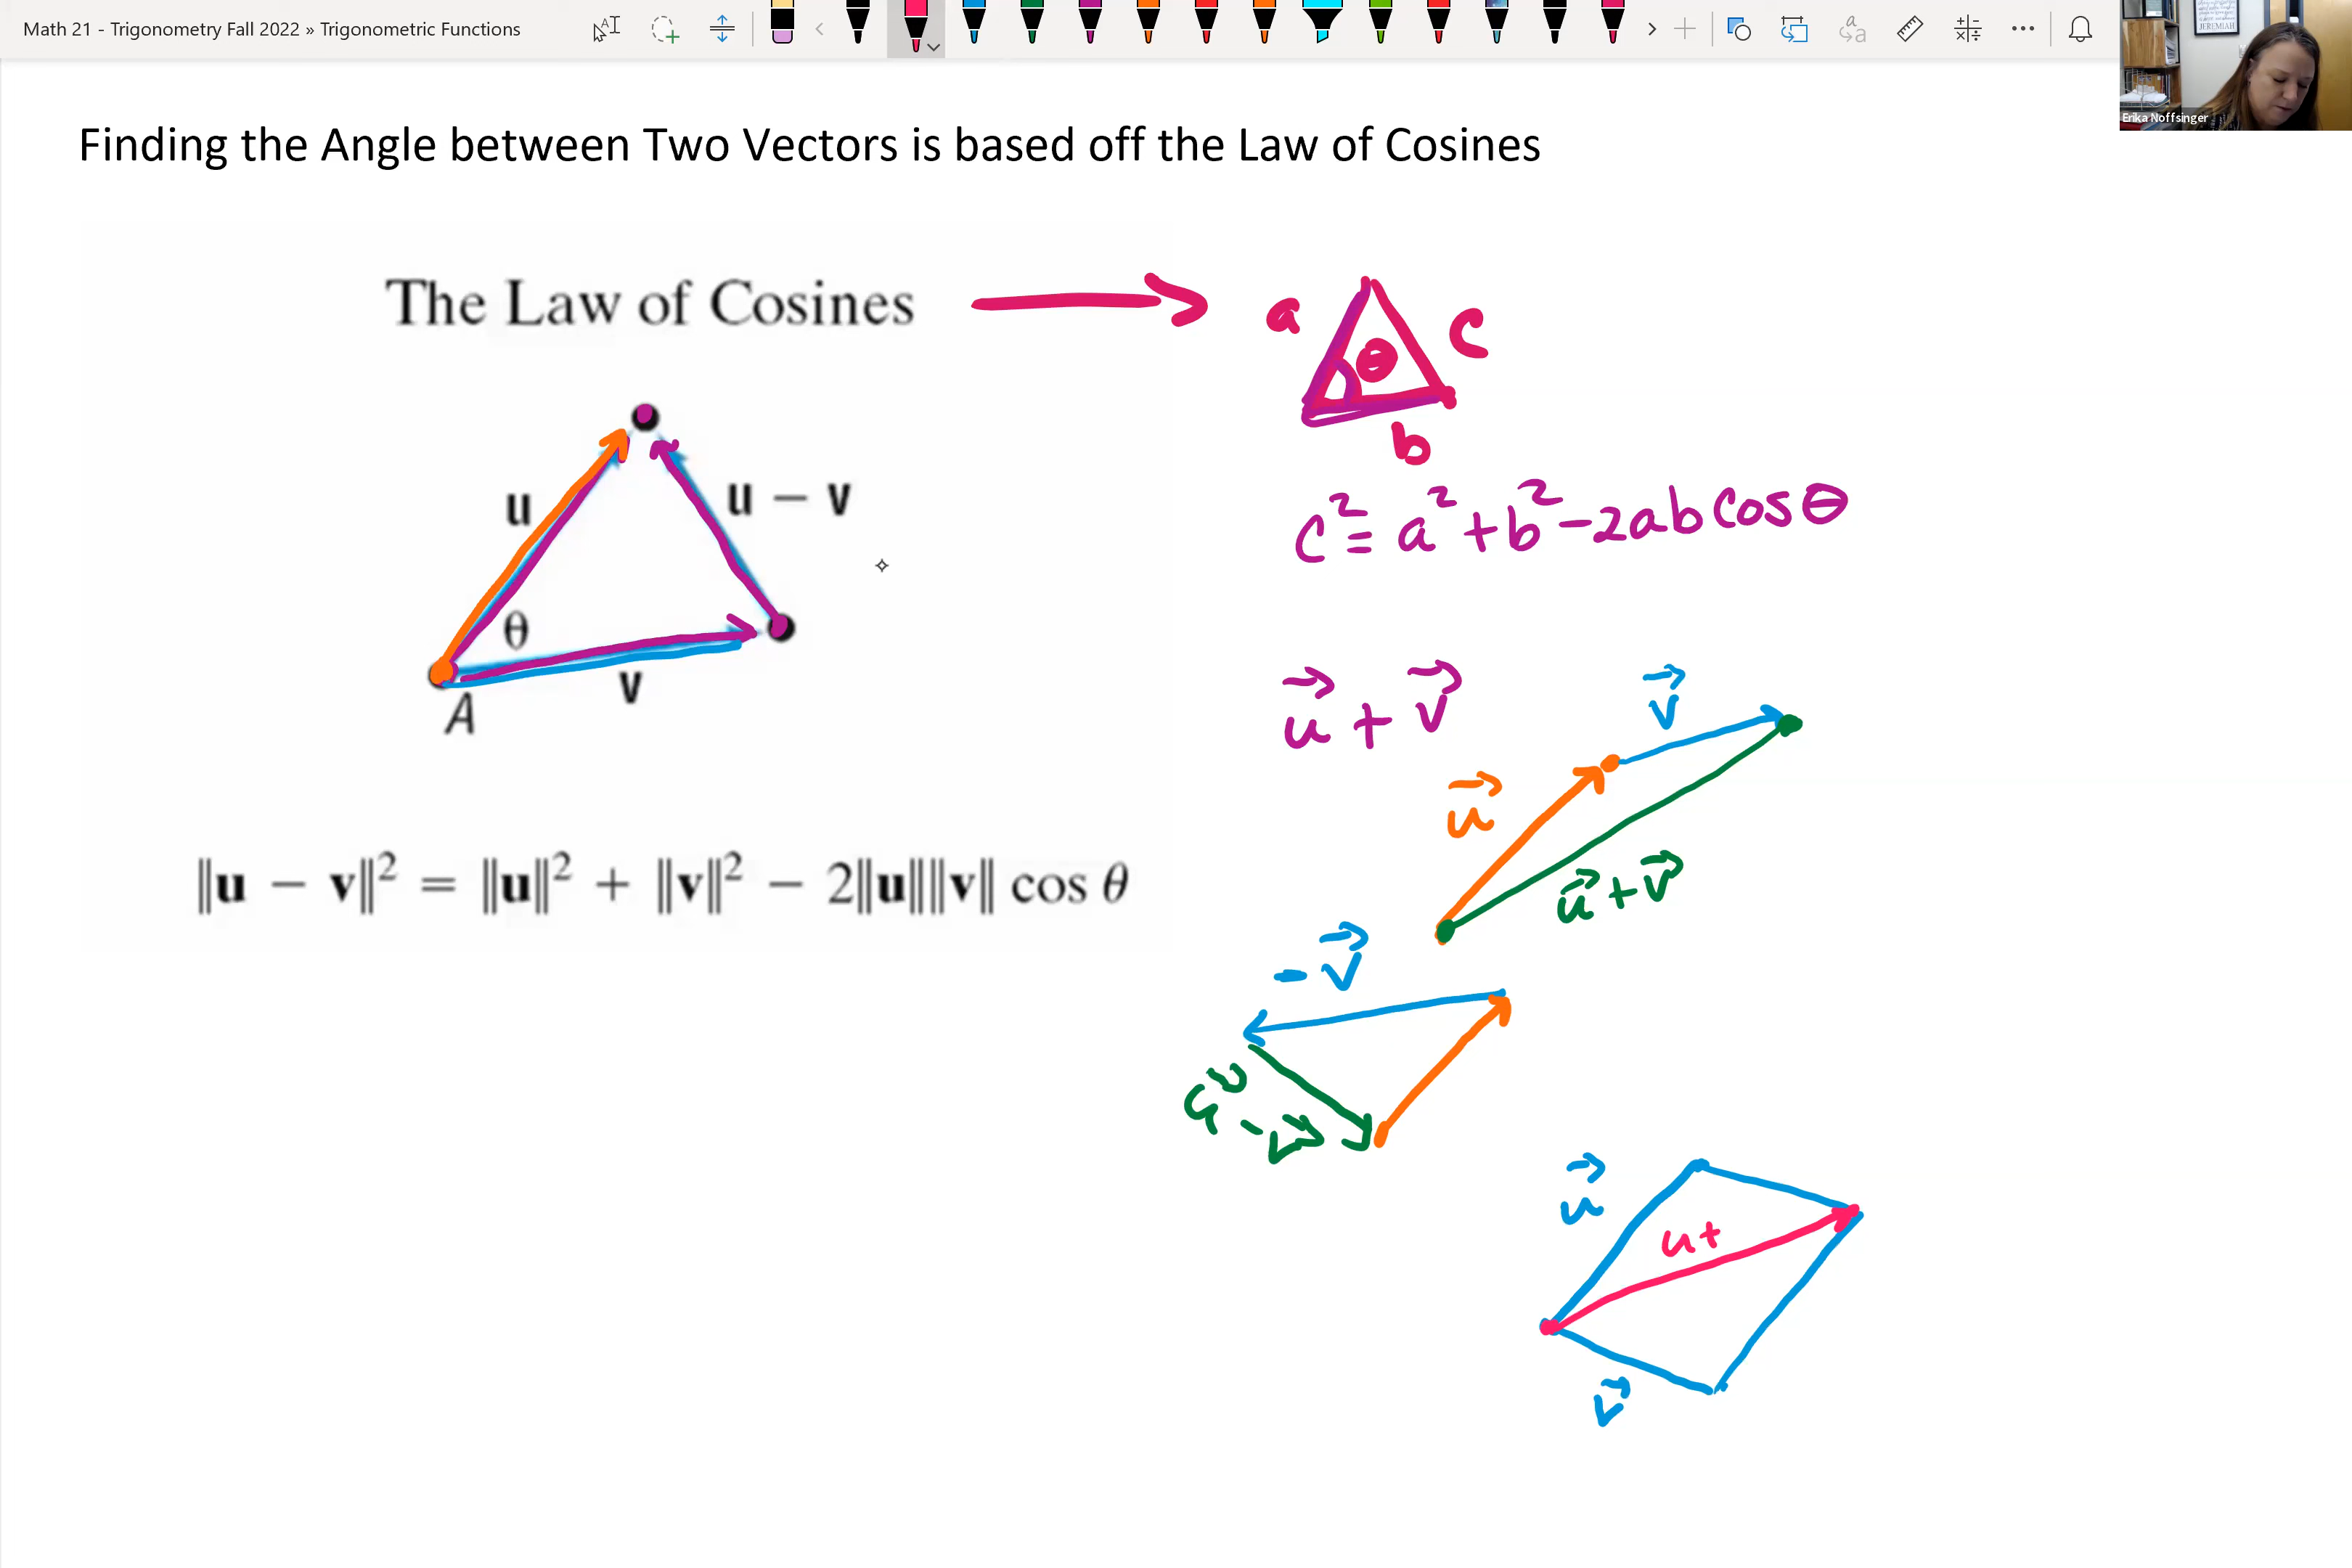 Math 21 - Trigonometry Fall 2022 » Trigonometric Functions
JEREMIAH
Erika Noffsinger
Finding the Angle between Two Vectors is based off the Law of Cosines
The Law of Cosines
a
c
θ
b
u
u – v
θ
v
A
c² = a² + b² - 2ab cos θ
u⃗ + v⃗
v⃗
u⃗
u⃗ + v⃗
‖u − v‖² = ‖u‖² + ‖v‖² − 2‖u‖‖v‖ cos θ
- v⃗
u⃗ - v⃗
u⃗
u +
v⃗